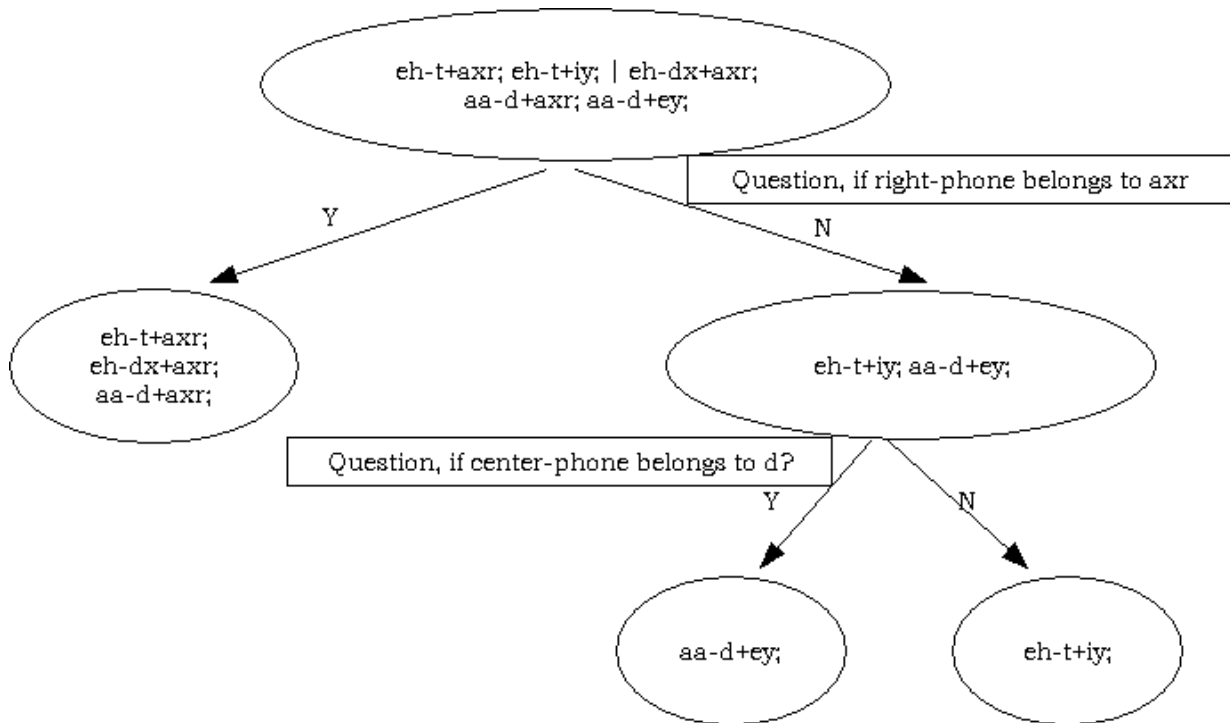 eh-t+axr; eh-t+iy; | eh-dx+axr;
aa-d+axr; aa-d+ey;
Question, if right-phone belongs to axr
Y
N
eh-t+axr;
eh-dx+axr;
aa-d+axr;
eh-t+iy; aa-d+ey;
Question, if center-phone belongs to d?
Y
N
aa-d+ey;
eh-t+iy;